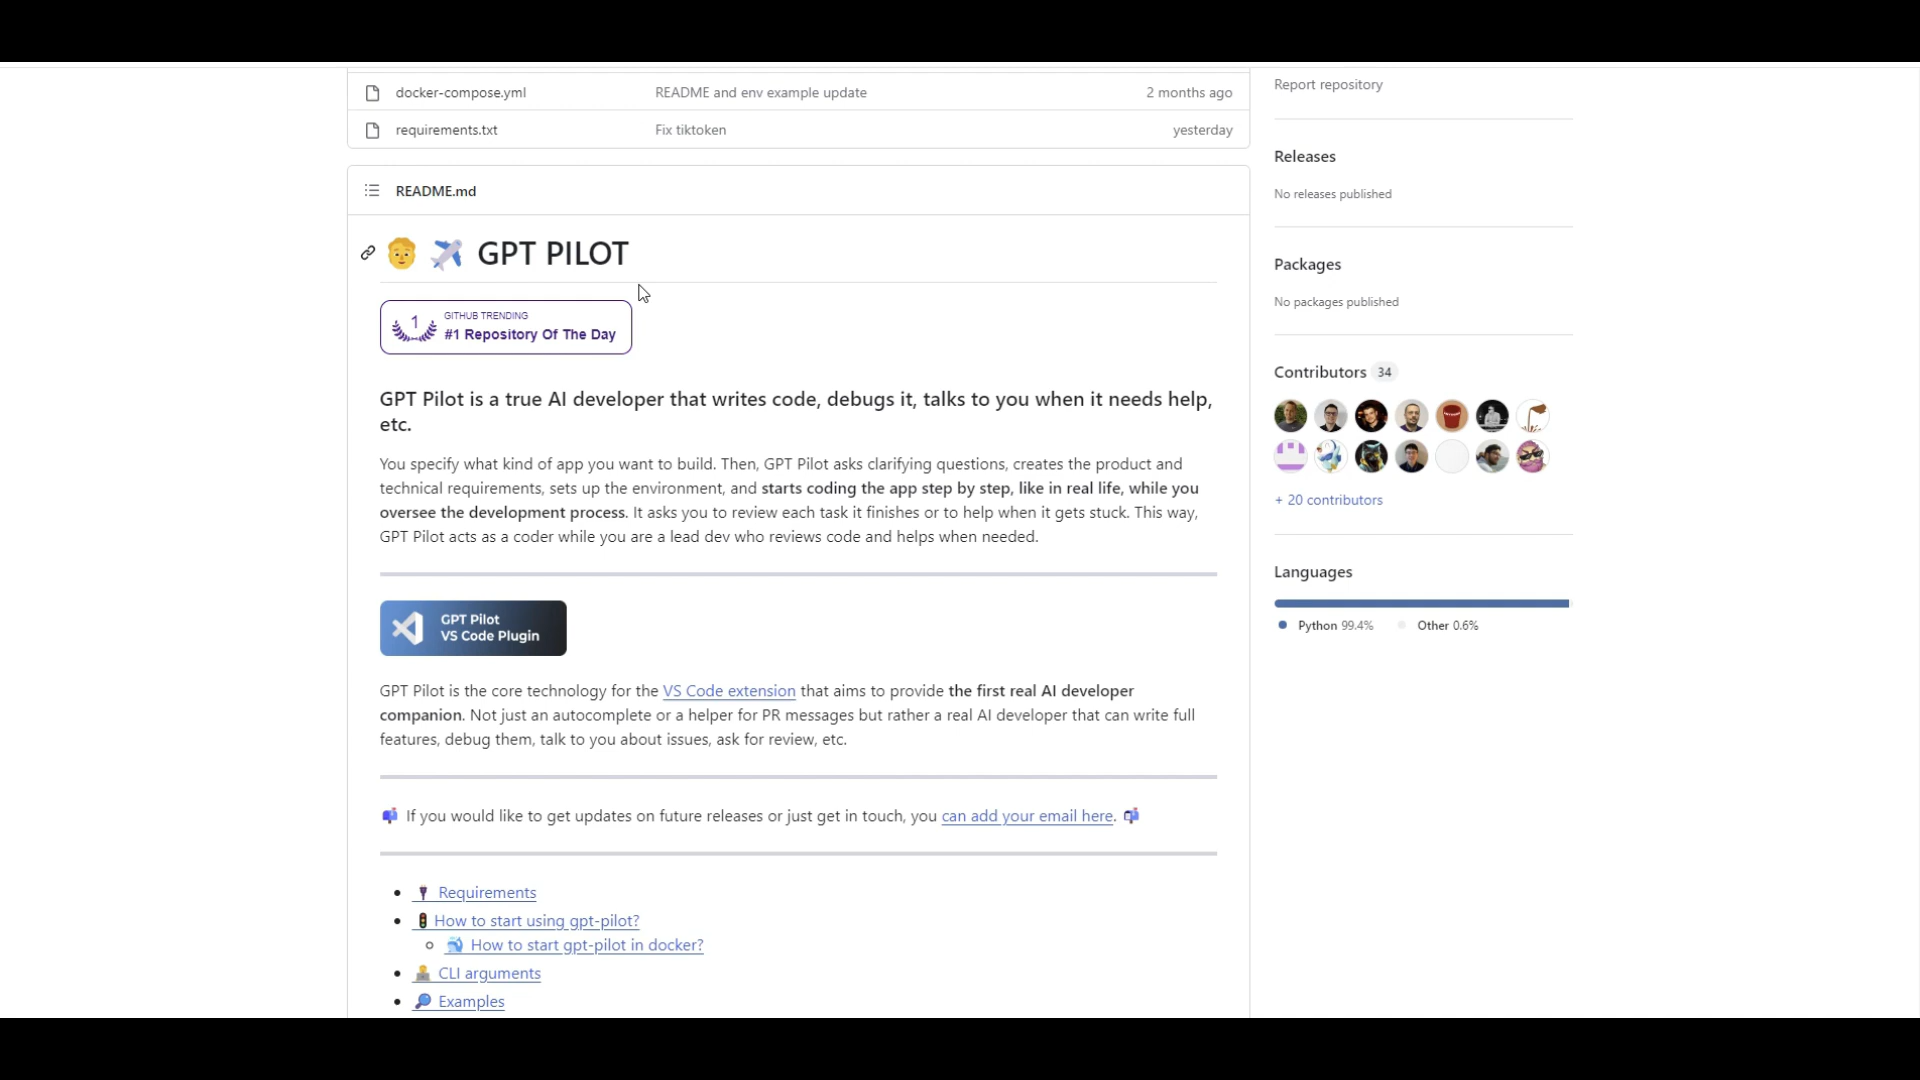 docker-compose.yml README and env example update 2 months ago
requirements.txt Fix tiktoken yesterday
README.md
GPT PILOT
1 GITHUB TRENDING
#1 Repository Of The Day
GPT Pilot is a true AI developer that writes code, debugs it, talks to you when it needs help,
etc.
You specify what kind of app you want to build. Then, GPT Pilot asks clarifying questions, creates the product and
technical requirements, sets up the environment, and starts coding the app step by step, like in real life, while you
oversee the development process. It asks you to review each task it finishes or to help when it gets stuck. This way,
GPT Pilot acts as a coder while you are a lead dev who reviews code and helps when needed.
GPT Pilot
VS Code Plugin
GPT Pilot is the core technology for the VS Code extension that aims to provide the first real AI developer
companion. Not just an autocomplete or a helper for PR messages but rather a real AI developer that can write full
features, debug them, talk to you about issues, ask for review, etc.
If you would like to get updates on future releases or just get in touch, you can add your email here.
Requirements
How to start using gpt-pilot?
How to start gpt-pilot in docker?
CLI arguments
Examples
Report repository
Releases
No releases published
Packages
No packages published
Contributors 34
+ 20 contributors
Languages
Python 99.4% Other 0.6%